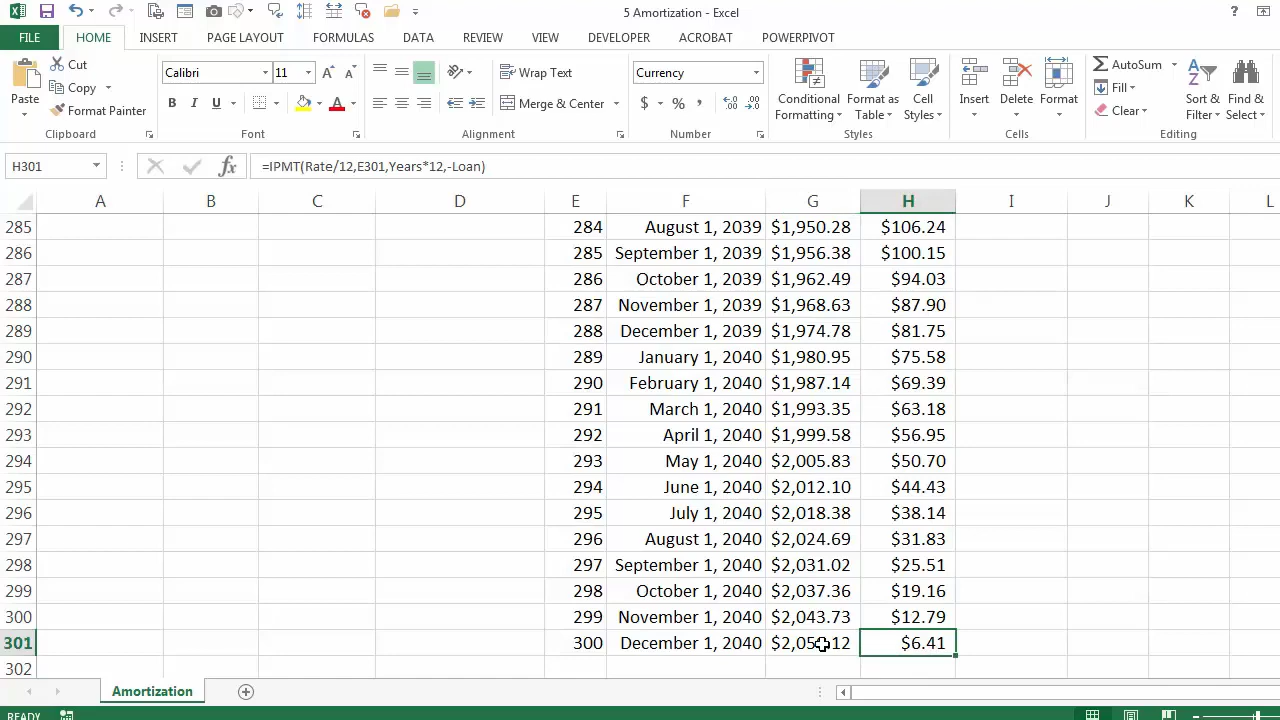 5 Amortization - Excel
?
FILE HOME INSERT PAGE LAYOUT FORMULAS DATA REVIEW VIEW DEVELOPER ACROBAT POWERPIVOT
Paste
Cut
Copy
Format Painter
Clipboard
Calibri 11
B I U
Font
Wrap Text
Merge & Center
Alignment
Currency
$ % ,
Number
Conditional Formatting
Format as Table
Cell Styles
Styles
Insert
Delete
Format
Cells
AutoSum
Fill
Clear
Sort & Filter
Find & Select
Editing
H301 fx =IPMT(Rate/12,E301,Years*12,-Loan)
A B C D E F G H I J K L
285 284 August 1, 2039 $1,950.28 $106.24
286 285 September 1, 2039 $1,956.38 $100.15
287 286 October 1, 2039 $1,962.49 $94.03
288 287 November 1, 2039 $1,968.63 $87.90
289 288 December 1, 2039 $1,974.78 $81.75
290 289 January 1, 2040 $1,980.95 $75.58
291 290 February 1, 2040 $1,987.14 $69.39
292 291 March 1, 2040 $1,993.35 $63.18
293 292 April 1, 2040 $1,999.58 $56.95
294 293 May 1, 2040 $2,005.83 $50.70
295 294 June 1, 2040 $2,012.10 $44.43
296 295 July 1, 2040 $2,018.38 $38.14
297 296 August 1, 2040 $2,024.69 $31.83
298 297 September 1, 2040 $2,031.02 $25.51
299 298 October 1, 2040 $2,037.36 $19.16
300 299 November 1, 2040 $2,043.73 $12.79
301 300 December 1, 2040 $6.41
302
Amortization
READY